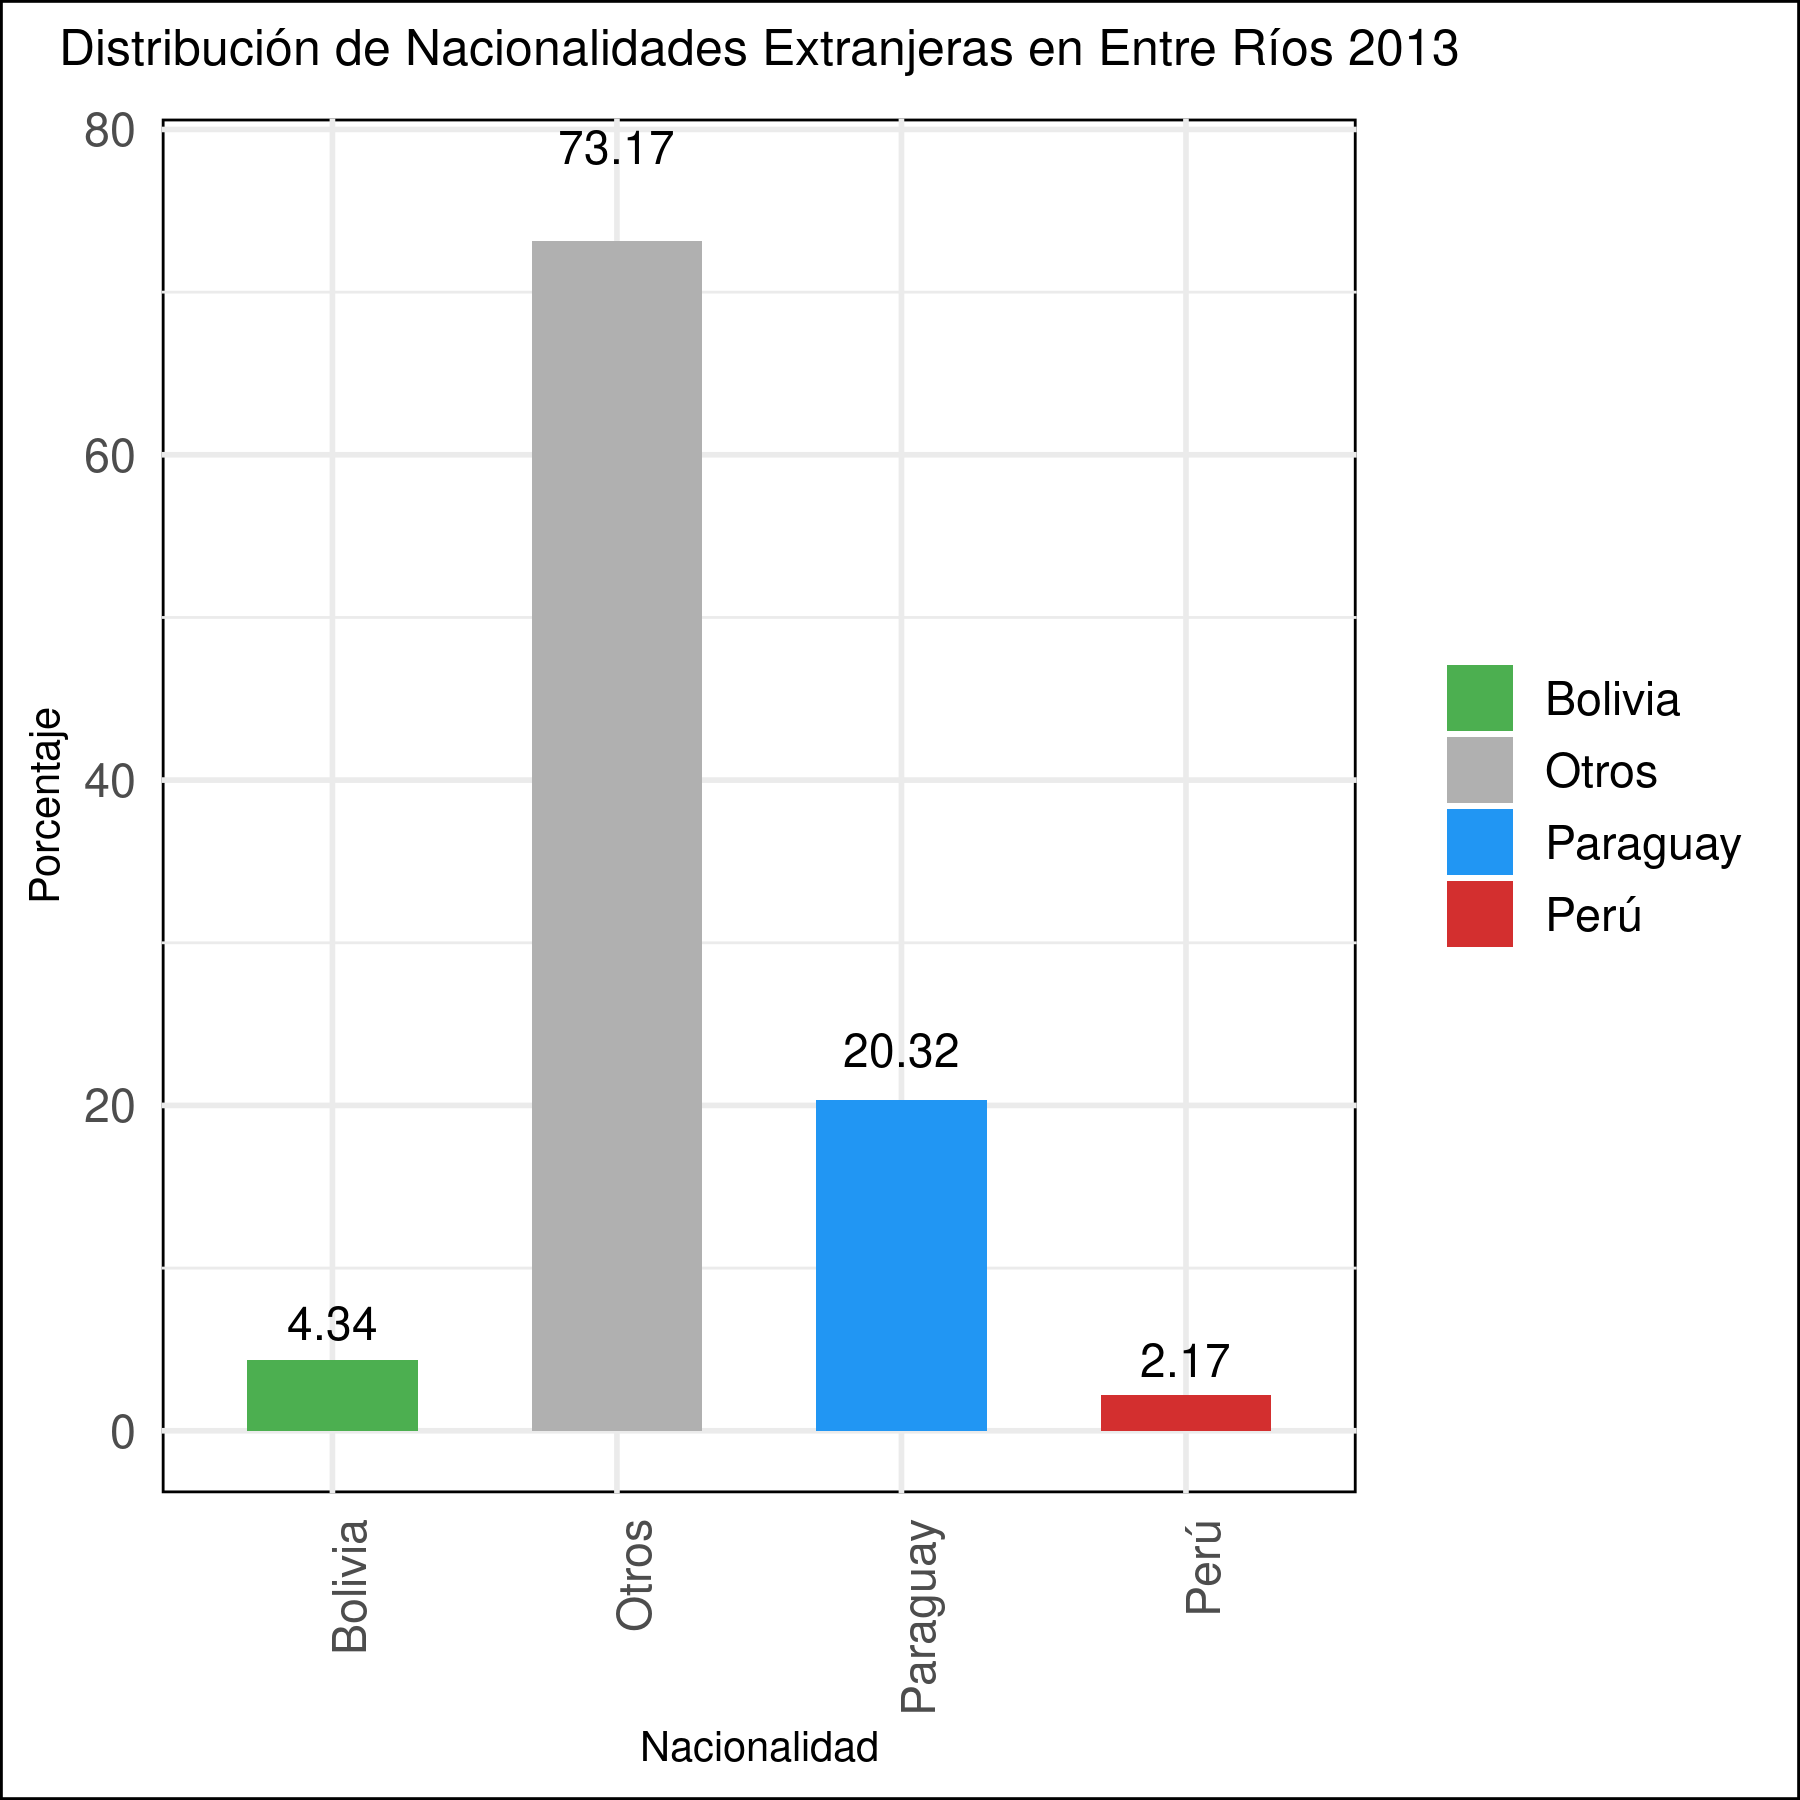 Distribución de Nacionalidades Extranjeras en Entre Ríos 2013
80
60
40
20
0
Porcentaje
73.17
20.32
4.34
2.17
Bolivia
Otros
Paraguay
Perú
Nacionalidad
Bolivia
Otros
Paraguay
Perú